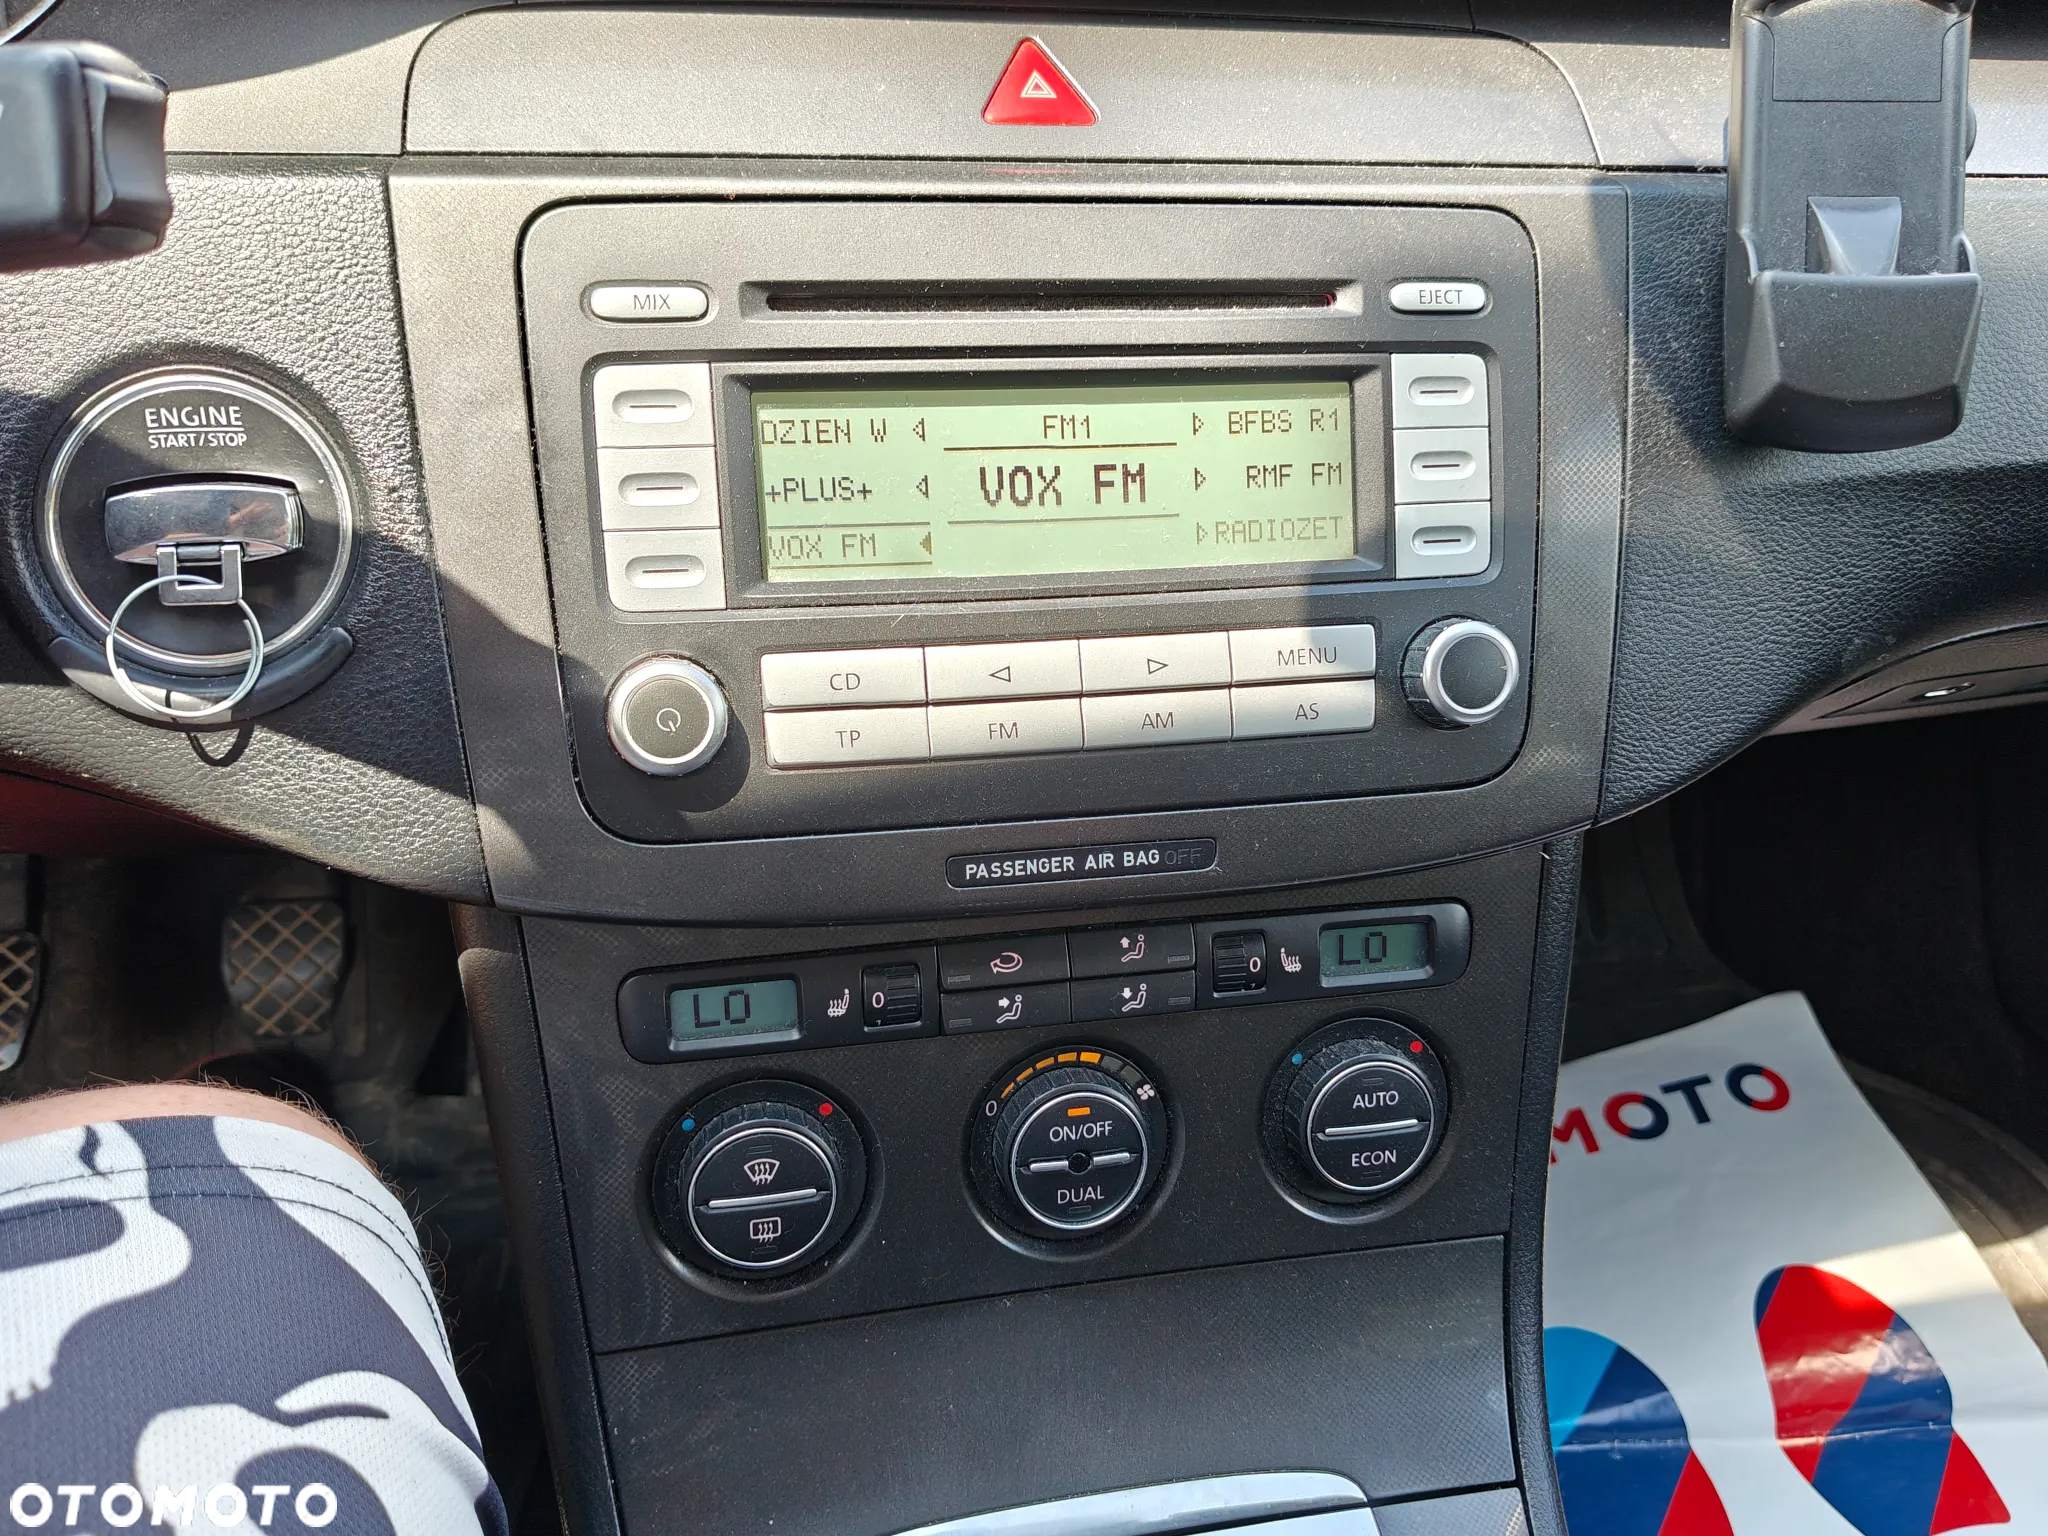 MIX
EJECT
ENGINE
START/STOP
DZIEN W FM1 BFBS R1
+PLUS+ VOX FM RMF FM
VOX FM RADIOZET
CD MENU
TP FM AM AS
PASSENGER AIR BAG OFF
LO 0 0 LO
0
ON/OFF
DUAL
AUTO
ECON
MOTO
OTOMOTO